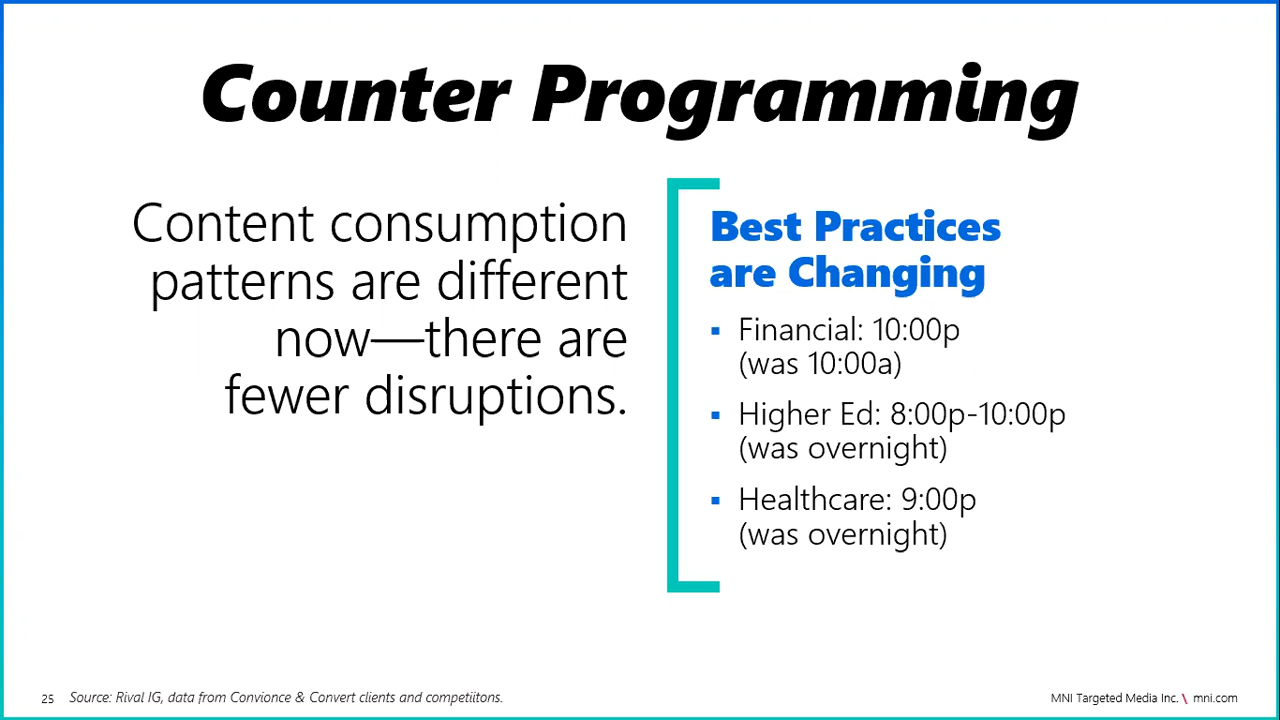 Counter Programming
Content consumption
patterns are different
now—there are
fewer disruptions.
Best Practices
are Changing
▪ Financial: 10:00p
(was 10:00a)
▪ Higher Ed: 8:00p-10:00p
(was overnight)
▪ Healthcare: 9:00p
(was overnight)
25 Source: Rival IG, data from Convionce & Convert clients and competiitons.
MNI Targeted Media Inc. \ mni.com